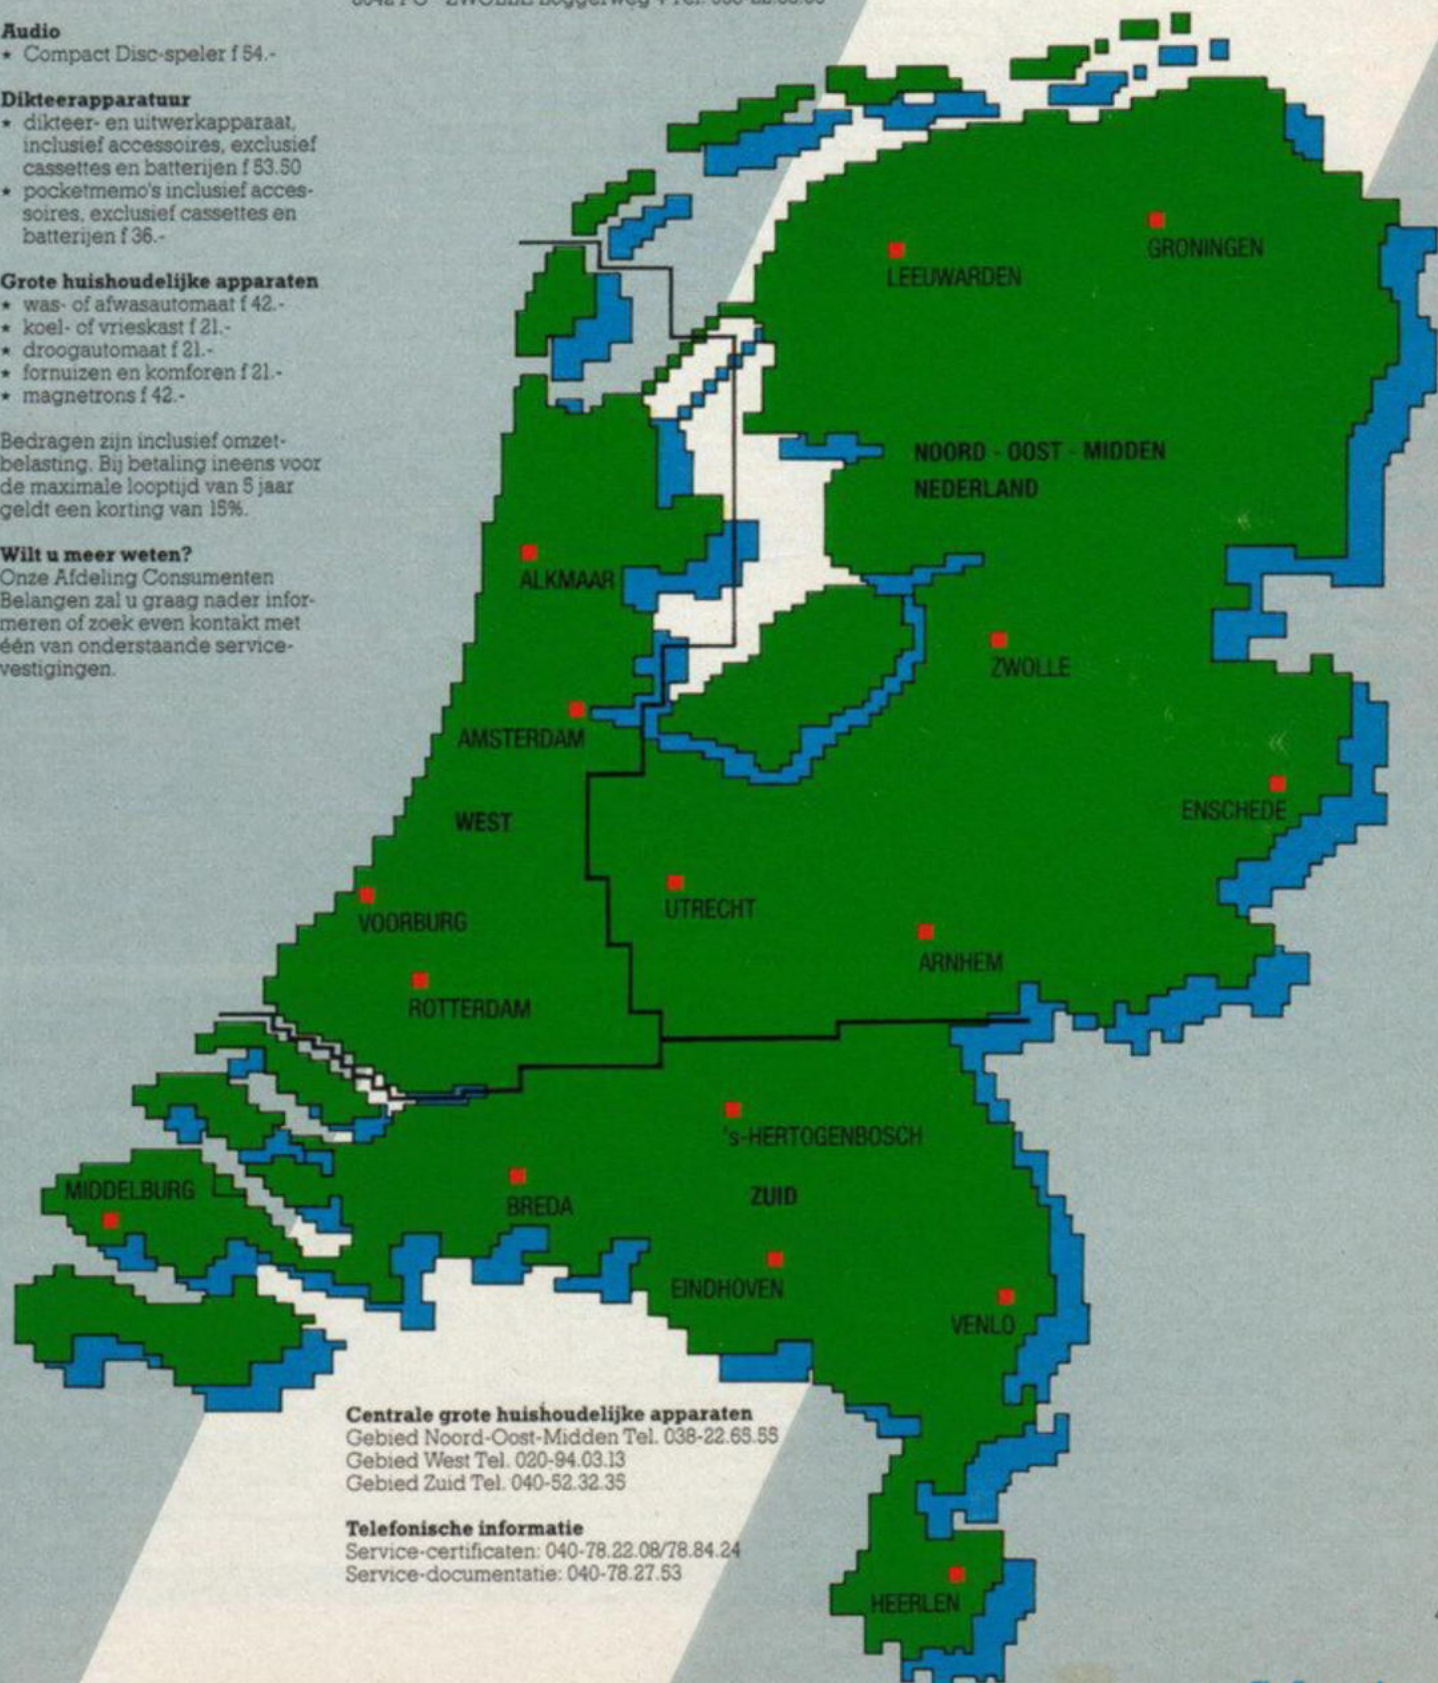 8042 PG - ZWOLLE Loggerweg 4 Tel.
Audio
* Compact Disc-speler f 54.-
Dikteerapparatuur
* dikteer- en uitwerkapparaat,
inclusief accessoires, exclusief
cassettes en batterijen f 53.50
* pocketmemo's inclusief acces-
soires, exclusief cassettes en
batterijen f 36.-
Grote huishoudelijke apparaten
* was- of afwasautomaat f 42.-
* koel- of vrieskast f 21.-
* droogautomaat f 21.-
* fornuizen en komforen f 21.-
* magnetrons f 42.-
Bedragen zijn inclusief omzet-
belasting. Bij betaling ineens voor
de maximale looptijd van 5 jaar
geldt een korting van 15%.
Wilt u meer weten?
Onze Afdeling Consumenten
Belangen zal u graag nader infor-
meren of zoek even kontakt met
één van onderstaande service-
vestigingen.
GRONINGEN
LEEUWARDEN
NOORD - OOST - MIDDEN
NEDERLAND
ALKMAAR
ZWOLLE
AMSTERDAM
ENSCHEDE
WEST
UTRECHT
VOORBURG
ARNHEM
ROTTERDAM
's-HERTOGENBOSCH
MIDDELBURG
ZUID
BREDA
EINDHOVEN
VENLO
Centrale grote huishoudelijke apparaten
Gebied Noord-Oost-Midden Tel. 038-22.65.55
Gebied West Tel. 020-94.03.13
Gebied Zuid Tel. 040-52.32.35
Telefonische informatie
Service-certificaten: 040-78.22.08/78.84.24
Service-documentatie: 040-78.27.53
HEERLEN